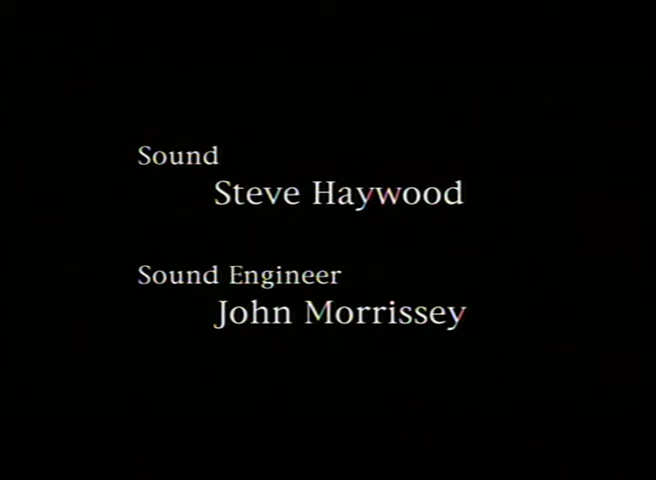 Sound
Steve Haywood
Sound Engineer
John Morrissey